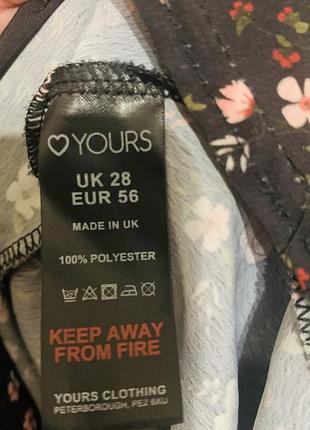 YOURS
UK 28
EUR 56
MADE IN UK
100% POLYESTER
KEEP AWAY
FROM FIRE
YOURS CLOTHING
PETERBOROUGH, PE2 6XU